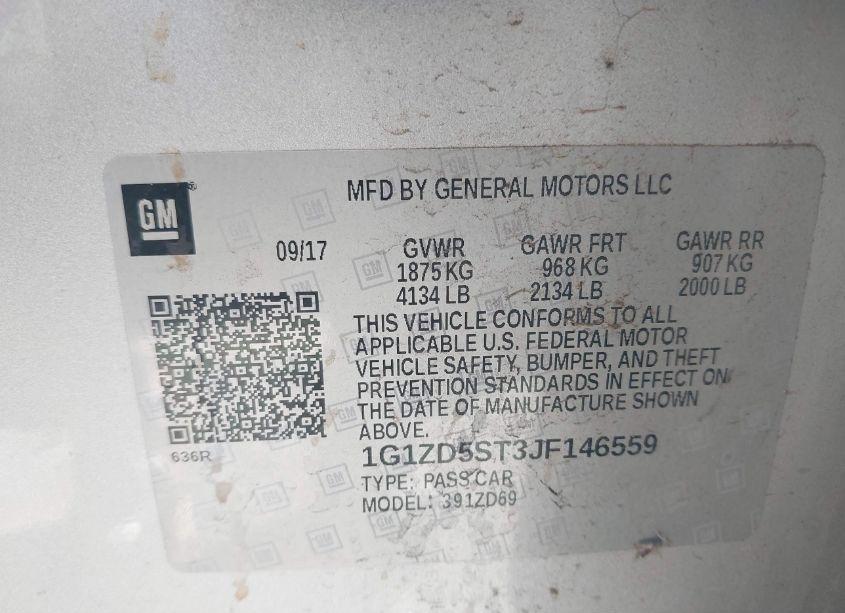 GM
MFD BY GENERAL MOTORS LLC
09/17
GVWR GAWR FRT GAWR RR
1875 KG 968 KG 907 KG
4134 LB 2134 LB 2000 LB
THIS VEHICLE CONFORMS TO ALL
APPLICABLE U.S. FEDERAL MOTOR
VEHICLE SAFETY, BUMPER, AND THEFT
PREVENTION STANDARDS IN EFFECT ON
THE DATE OF MANUFACTURE SHOWN
ABOVE.
636R
1G1ZD5ST3JF146559
TYPE: PASS CAR
MODEL: 391ZD69